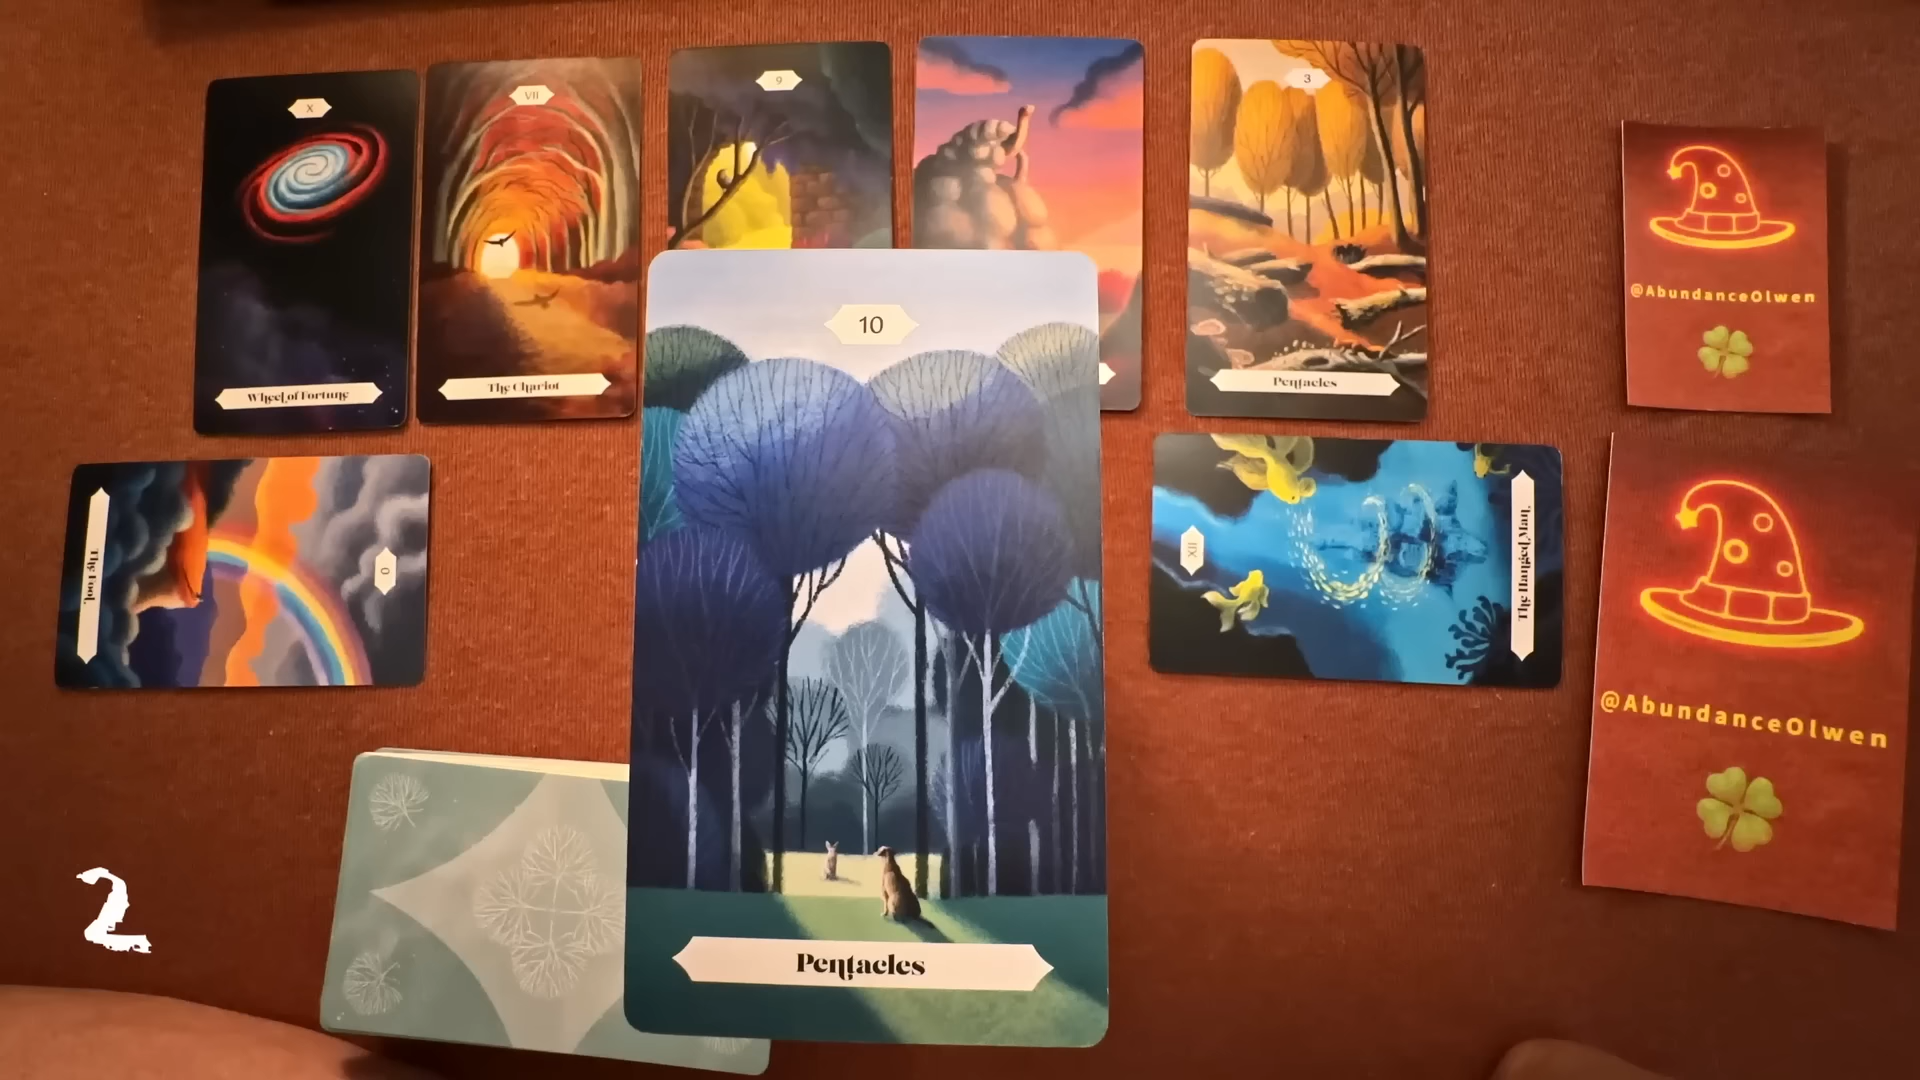 X
VII
9
3
Wheel of Fortune
The Chariot
Pentacles
@AbundanceOlwen
The Fool
0
10
XII
The Hanged Man
@AbundanceOlwen
Pentacles
2